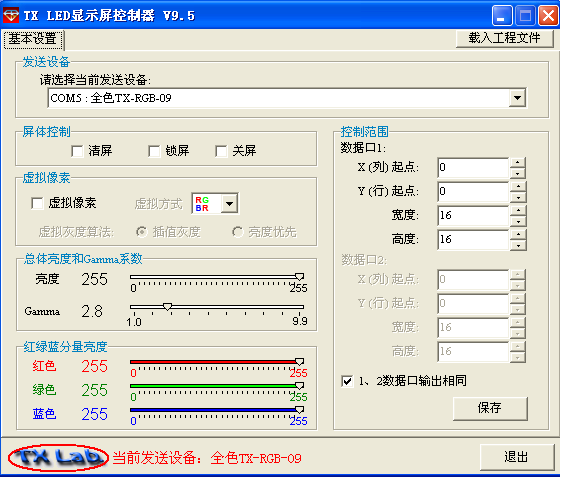 TX LED显示屏控制器 V9.5
基本设置
载入工程文件
发送设备
请选择当前发送设备:
COM5 : 全色TX-RGB-09
屏体控制
清屏 锁屏 关屏
虚拟像素
虚拟像素 虚拟方式 RG
BR
虚拟灰度算法: 插值灰度 亮度优先
总体亮度和Gamma系数
亮度 255
0 255
Gamma 2.8
1.0 9.9
红绿蓝分量亮度
红色 255
0 255
绿色 255
0 255
蓝色 255
0 255
控制范围
数据口1:
X (列) 起点: 0
Y (行) 起点: 0
宽度: 16
高度: 16
数据口2:
X (列) 起点: 0
Y (行) 起点: 0
宽度: 16
高度: 16
1、2数据口输出相同
保存
TX Lab 当前发送设备: 全色TX-RGB-09
退出